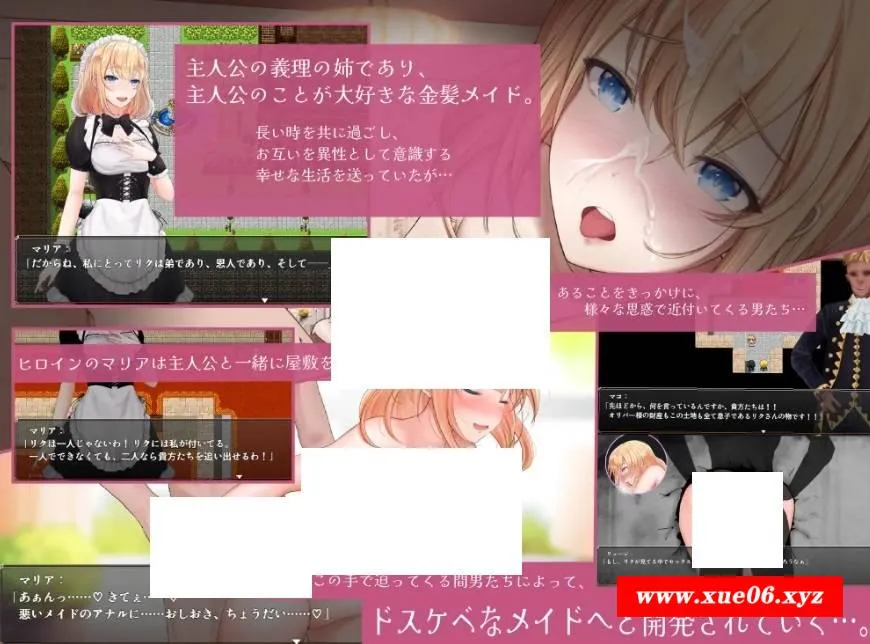 主人公の義理の姉であり、
主人公のことが大好きな金髪メイド。
長い時を共に過ごし、
お互いを異性として意識する
幸せな生活を送っていたが…
マリア：
「だからね、私にとってリクは弟であり、恩人であり、そして――
あることをきっかけに、
様々な思惑で近付いてくる男たち…
ヒロインのマリアは主人公と一緒に屋敷を
マリア：
「リクは一人じゃないわ！リクには私が付いてる。
一人でできなくても、二人なら貴方たちを追い出せるわ！」
マコ：
「先ほどから、何を言っているんですか、貴方たちは！！
オリバー様の財産もこの土地も全て息子であるリクさんの物です！！
マリア：
「あぁんっ……♡ きてぇ…
悪いメイドのアナルに……おしおき、ちょうだい……♡」
この手で迫ってくる間男たちによって、
ドスケベなメイドへと開発されていく…。
www.xue06.xyz